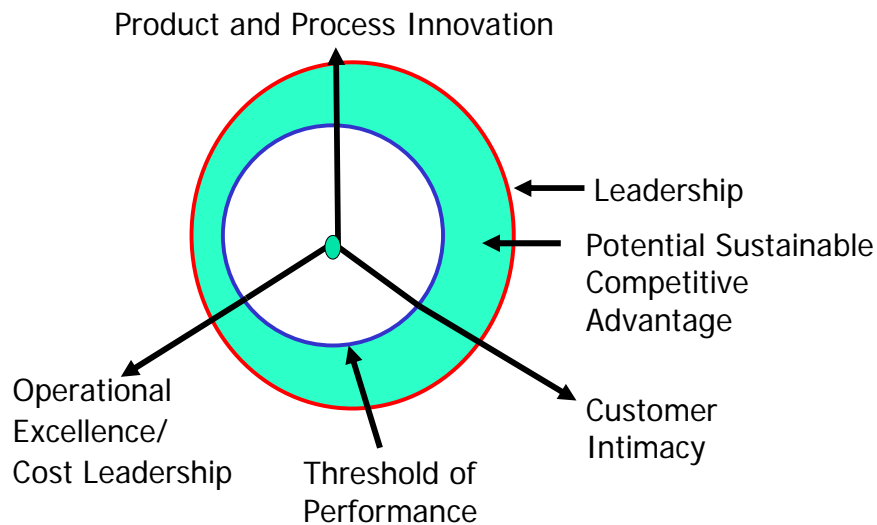 Product and Process Innovation
Leadership
Potential Sustainable
Competitive
Advantage
Operational
Excellence/
Cost Leadership
Customer
Intimacy
Threshold of
Performance